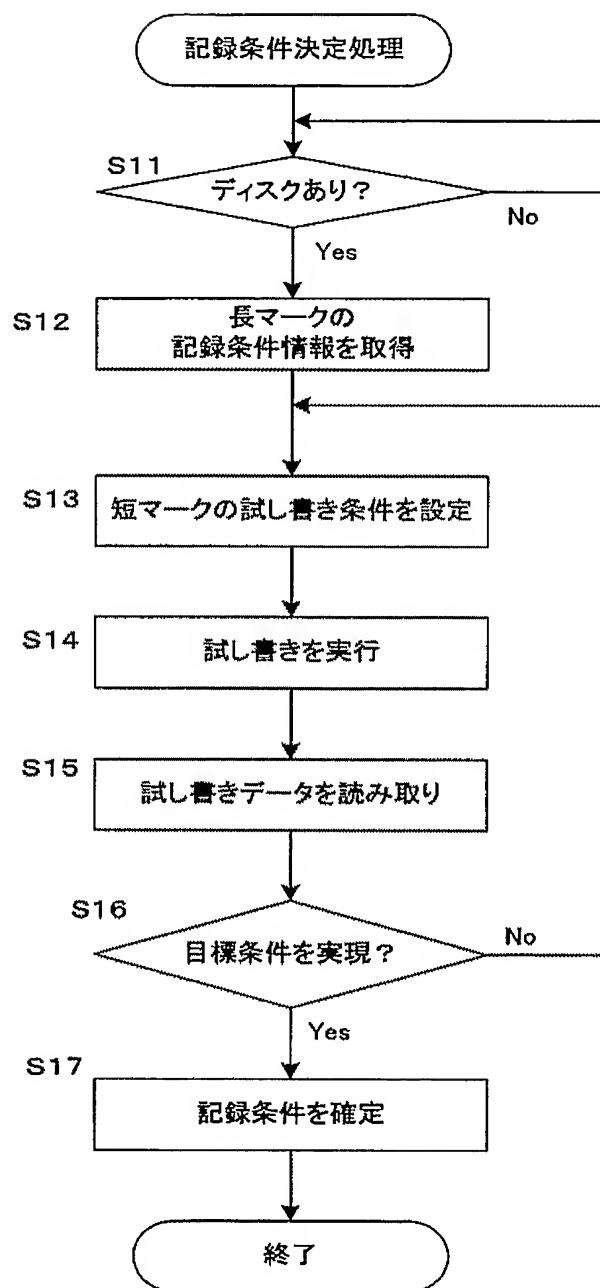 記録条件決定処理
S11
ディスクあり?
No
Yes
S12
長マークの
記録条件情報を取得
S13
短マークの試し書き条件を設定
S14
試し書きを実行
S15
試し書きデータを読み取り
S16
目標条件を実現?
No
Yes
S17
記録条件を確定
終了